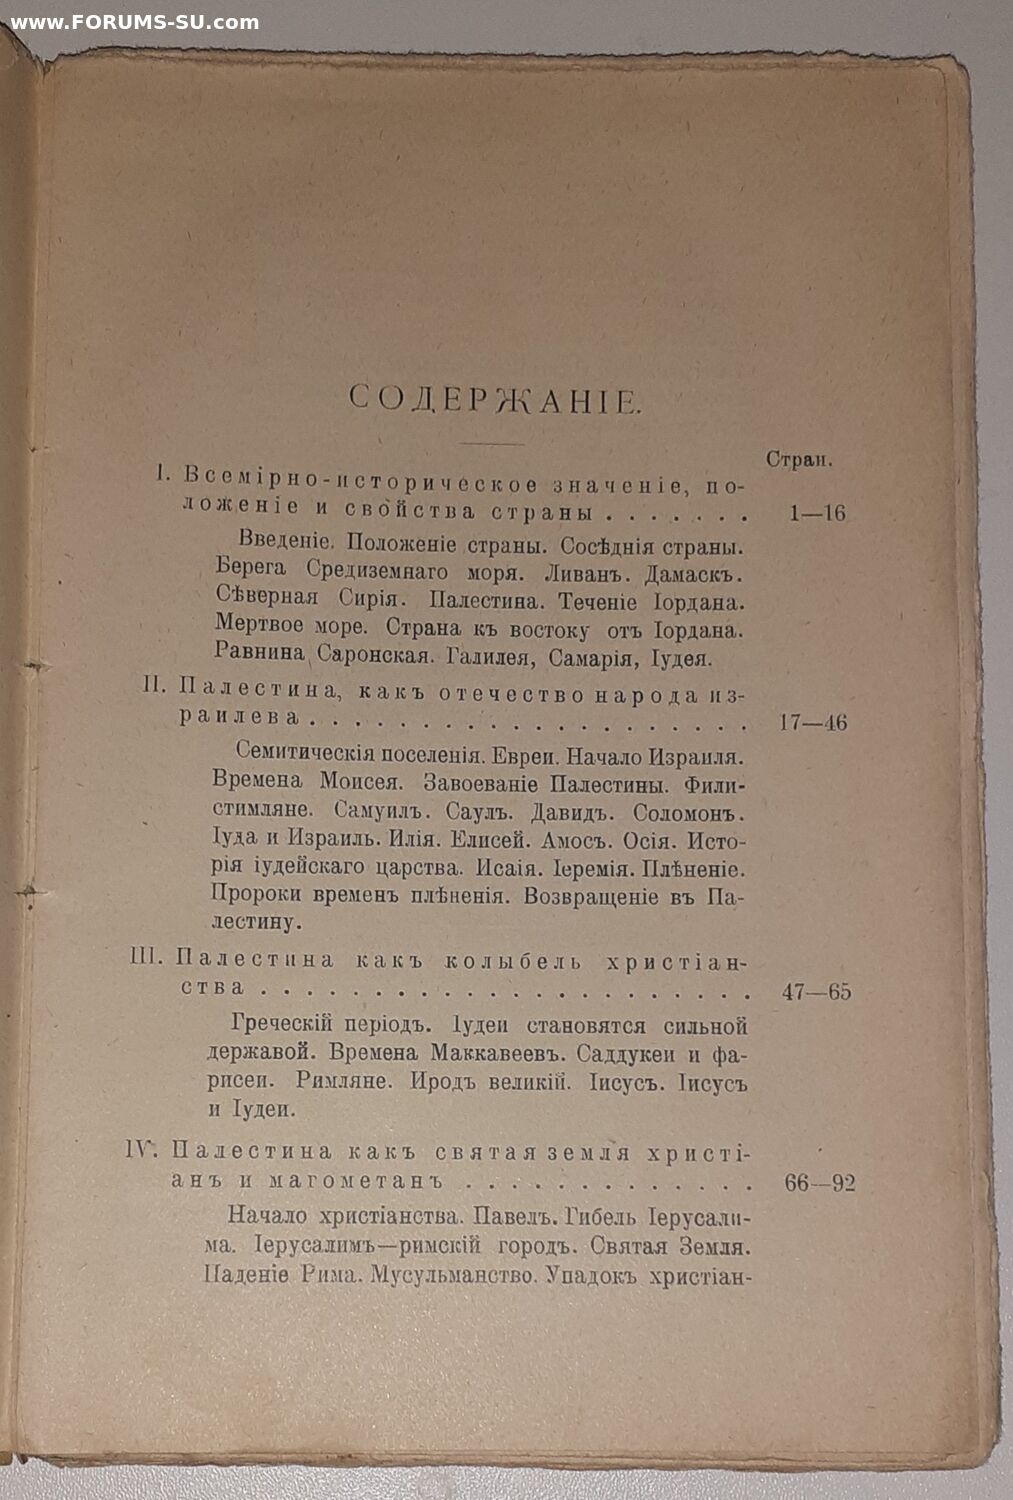 www.FORUMS-SU.com
СОДЕРЖАНІЕ.
Стран.
I. Всемірно-историческое значеніе, по-
ложеніе и свойства страны . . . . . . . 1—16
Введеніе. Положеніе страны. Сосѣднія страны.
Берега Средиземнаго моря. Ливанъ. Дамаскъ.
Сѣверная Сирія. Палестина. Теченіе Іордана.
Мертвое море. Страна къ востоку отъ Іордана.
Равнина Саронская. Галилея, Самарія, Іудея.
II. Палестина, какъ отечество народа из-
раилева . . . . . . . . . . . . . . . . . . . 17—46
Семитическія поселенія. Евреи. Начало Израиля.
Времена Моисея. Завоеваніе Палестины. Фили-
стимляне. Самуилъ. Саулъ. Давидъ. Соломонъ.
Іуда и Израиль. Илія. Елисей. Амосъ. Осія. Исто-
рія іудейскаго царства. Исаія. Іеремія. Плѣненіе.
Пророки временъ плѣненія. Возвращеніе въ Па-
лестину.
III. Палестина какъ колыбель христіан-
ства . . . . . . . . . . . . . . . . . . . . . . 47—65
Греческій періодъ. Іудеи становятся сильной
державой. Времена Маккавеевъ. Саддукеи и фа-
рисеи. Римляне. Иродъ великій. Іисусъ. Іисусъ
и Іудеи.
IV. Палестина какъ святая земля христі-
анъ и магометанъ . . . . . . . . . . . . . 66—92
Начало христіанства. Павелъ. Гибель Іерусали-
ма. Іерусалимъ—римскій городъ. Святая Земля.
Паденіе Рима. Мусульманство. Упадокъ христіан-